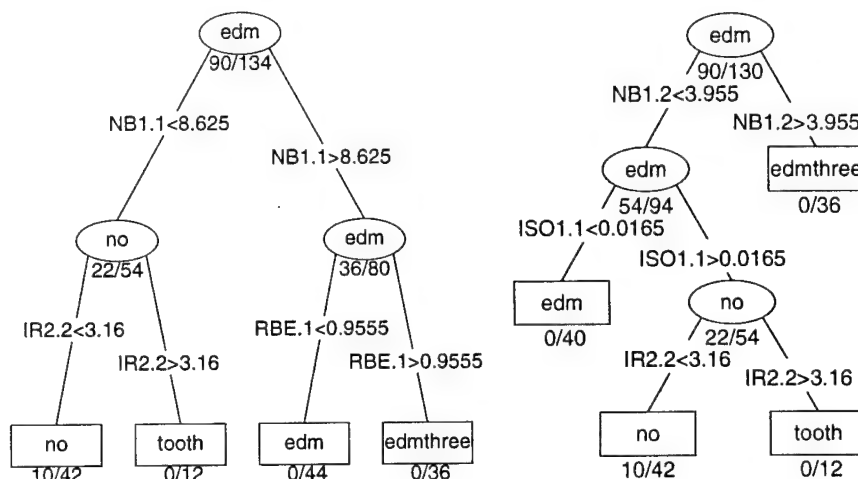 edm
90/134
NB1.1<8.625
NB1.1>8.625
no
22/54
edm
36/80
IR2.2<3.16
IR2.2>3.16
RBE.1<0.9555
RBE.1>0.9555
no
10/42
tooth
0/12
edm
0/44
edmthree
0/36
edm
90/130
NB1.2<3.955
NB1.2>3.955
edm
54/94
edmthree
0/36
ISO1.1<0.0165
ISO1.1>0.0165
edm
0/40
no
22/54
IR2.2<3.16
IR2.2>3.16
no
10/42
tooth
0/12